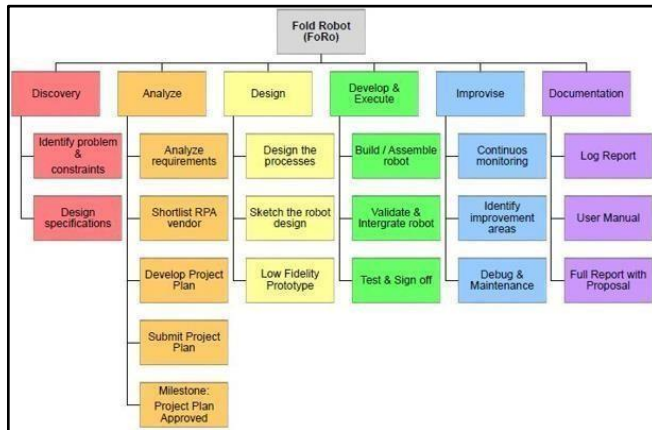 Fold Robot
(FoRo)
Discovery
Analyze
Design
Develop &
Execute
Improvise
Documentation
Identify problem
&
constraints
Analyze
requirements
Design the
processes
Build / Assemble
robot
Continuos
monitoring
Log Report
Design
specifications
Shortlist RPA
vendor
Sketch the robot
design
Validate &
Intergrate robot
Identify
improvement
areas
User Manual
Develop Project
Plan
Low Fidelity
Prototype
Test & Sign off
Debug &
Maintenance
Full Report with
Proposal
Submit Project
Plan
Milestone:
Project Plan
Approved